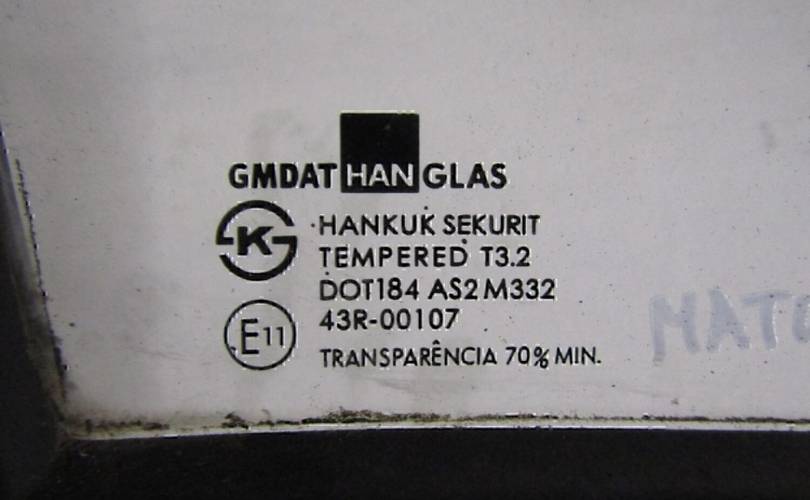 GMDAT HAN GLAS
K
HANKUK SEKURIT
TEMPERED T3.2
DOT184 AS2 M332
E11
43R-00107
TRANSPARÊNCIA 70% MIN.